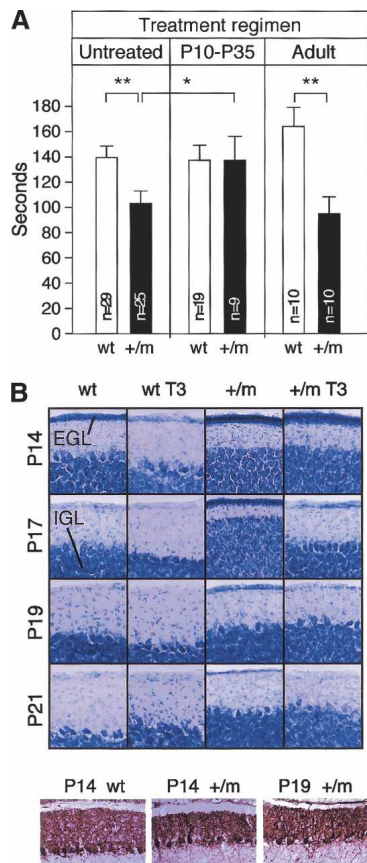 A
Treatment regimen
Untreated P10-P35 Adult
** * **
Seconds
180
160
140
120
100
80
60
40
20
0
n=29 n=25 n=19 n=9 n=10 n=10
wt +/m wt +/m wt +/m
B
wt wt T3 +/m +/m T3
P14
EGL
P17
IGL
P19
P21
P14 wt P14 +/m P19 +/m